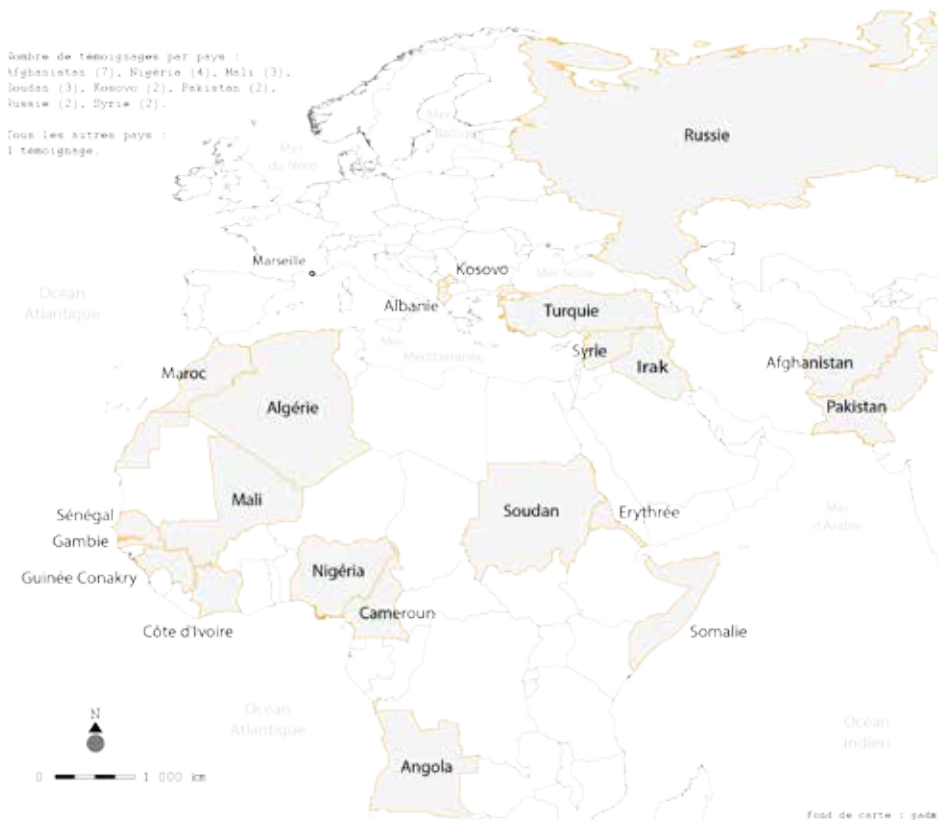 Nombre de témoignages par pays :
Afghanistan (7), Nigéria (4), Mali (3),
Soudan (3), Kosovo (2), Pakistan (2),
Russie (2), Syrie (2).
Tous les autres pays :
1 témoignage.
Russie
Mer
Baltique
Mer
du Nord
Marseille
Kosovo
Mer Noire
Océan
Atlantique
Albanie
Turquie
Mer
Méditerranée
Syrie
Irak
Afghanistan
Maroc
Algérie
Pakistan
Mali
Soudan
Erythrée
Mer
d'Arabie
Sénégal
Gambie
Guinée Conakry
Nigéria
Cameroun
Côte d'Ivoire
Somalie
N
Océan
Atlantique
Océan
Indien
Angola
0 1 000 km
Fond de carte : gadm